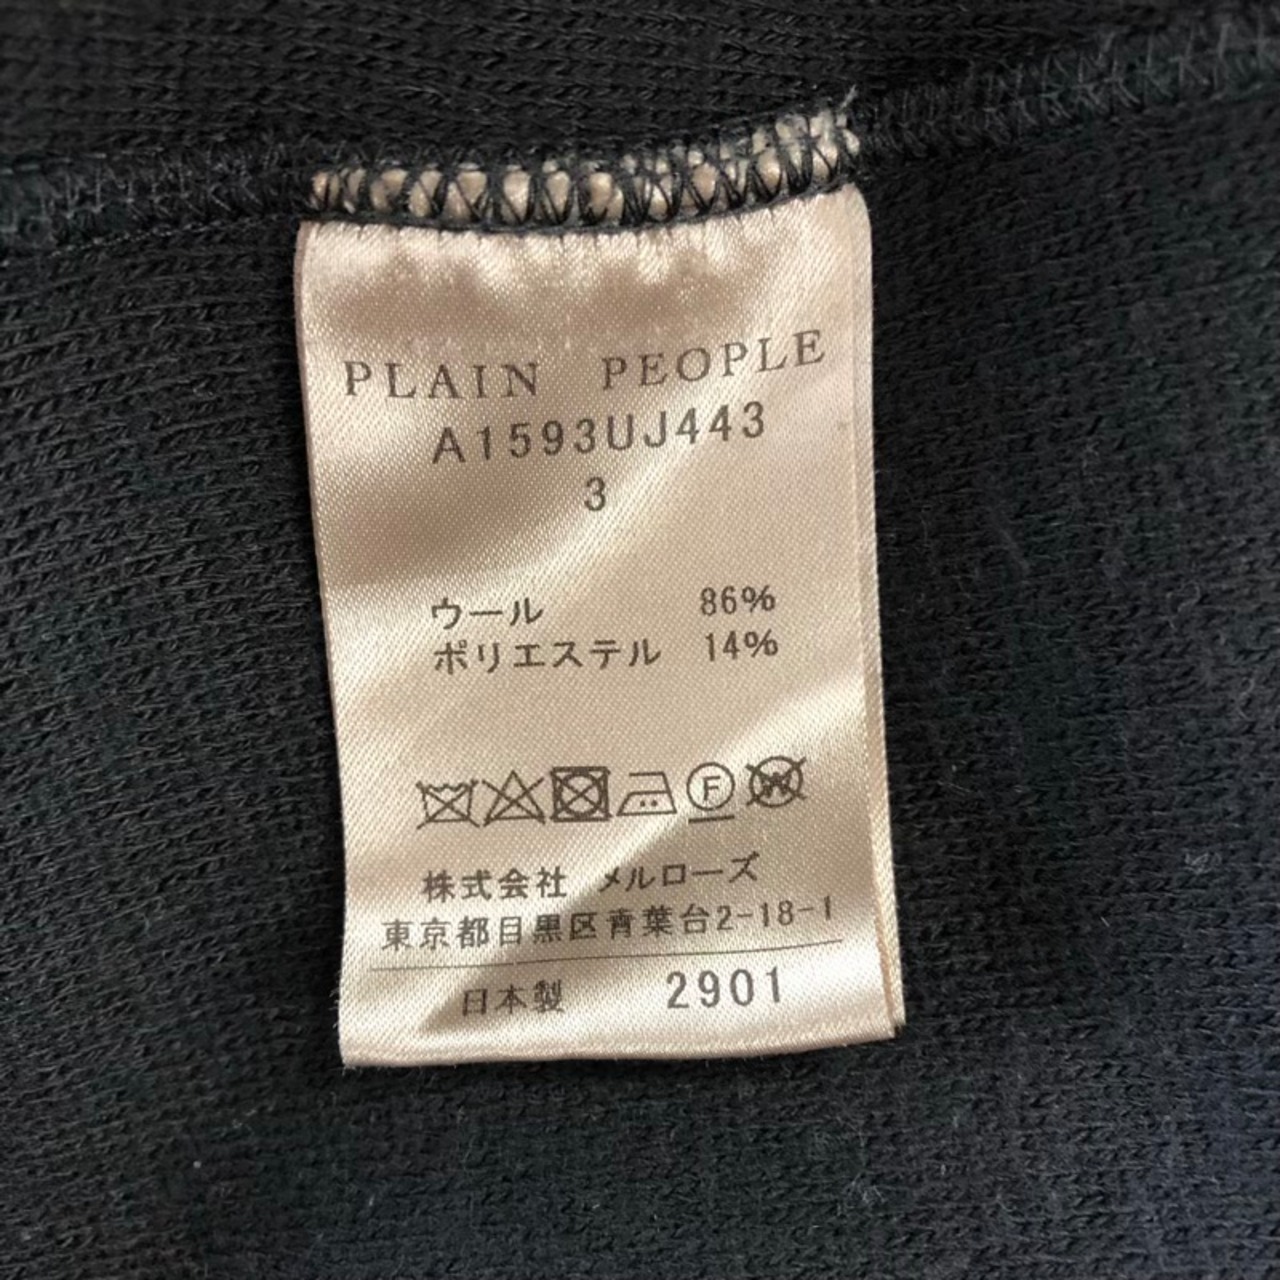 PLAIN PEOPLE
A1593UJ443
3
ウール 86%
ポリエステル 14%
F W
株式会社 メルローズ
東京都目黒区青葉台2-18-1
日本製 2901